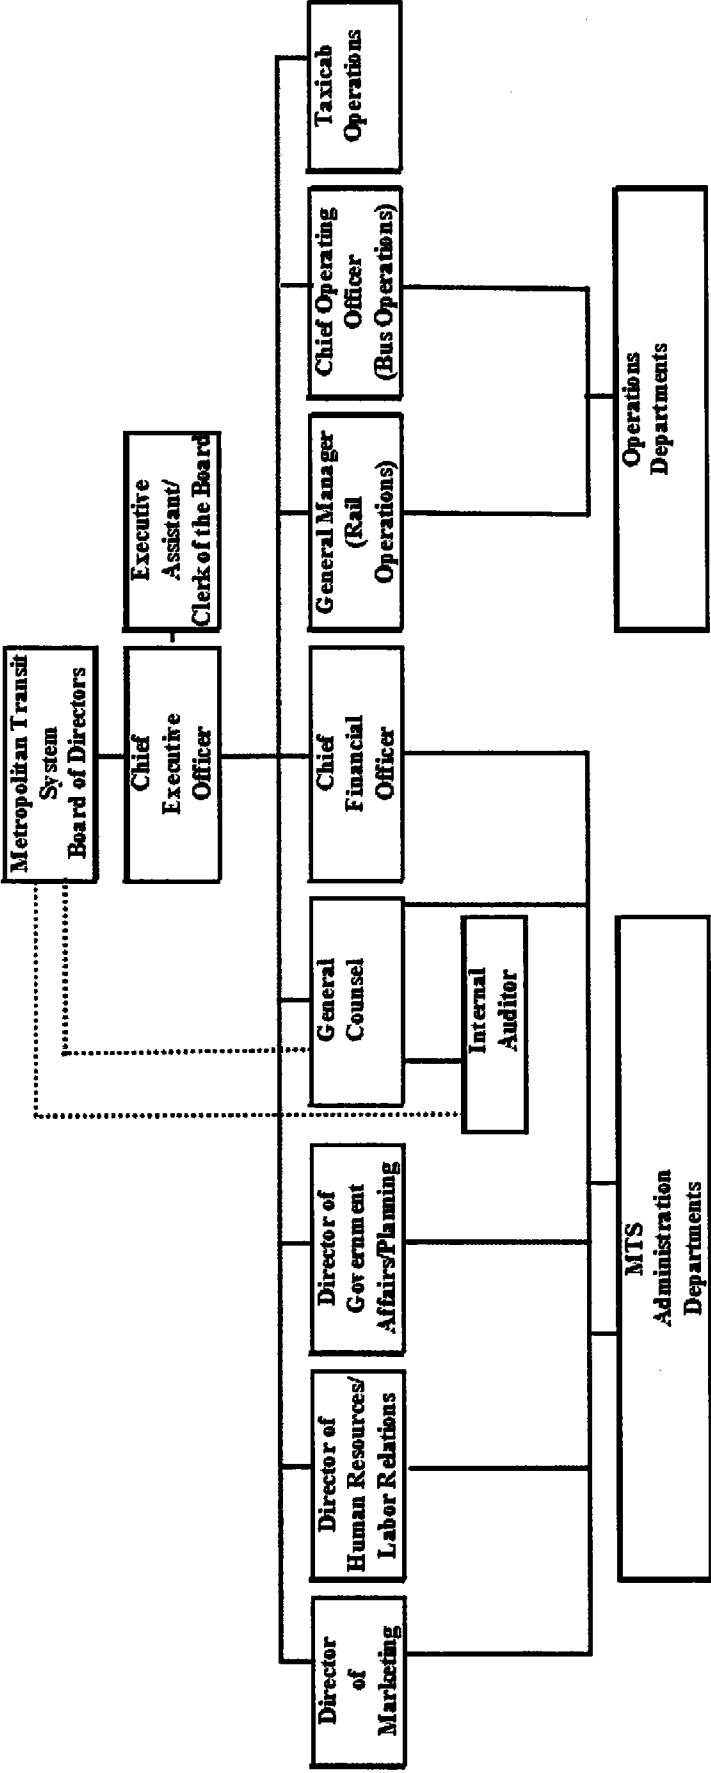 Metropolitan Transit
System
Board of Directors
Chief
Executive
Officer
Executive
Assistant/
Clerk of the Board
Director
of
Marketing
Director of
Human Resources/
Labor Relations
Director of
Government
Affairs/Planning
General
Counsel
Chief
Financial
Officer
General Manager
(Rail
Operations)
Chief Operating
Officer
(Bus Operations)
Taxicab
Operations
Internal
Auditor
MTS
Administration
Departments
Operations
Departments